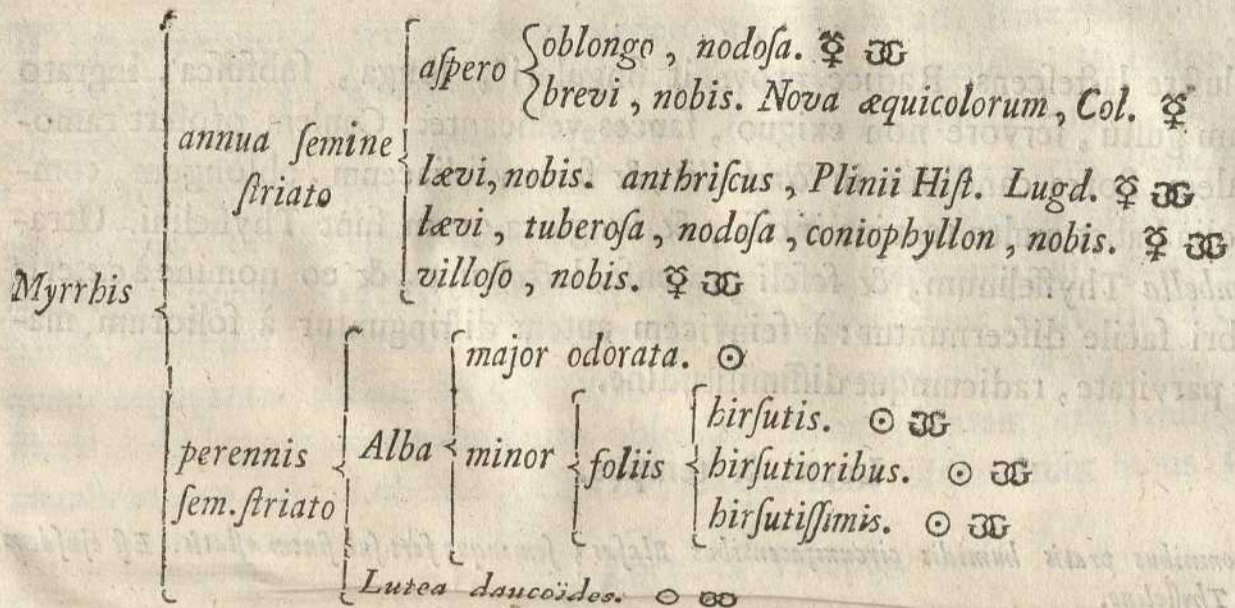 aſpero
oblongo, nodoſa. ☿
brevi, nobis. Nova æquicolorum, Col. ☿
annua ſemine
ſtriato
lævi, nobis. anthriſcus, Plinii Hiſt. Lugd. ☿
lævi, tuberoſa, nodoſa, coniophyllon, nobis. ☿
villoſo, nobis. ☿
Myrrhis
major odorata. ☉
hirſutis. ☉
perennis Alba minor foliis hirſutioribus. ☉
ſem. ſtriato
hirſutiſſimis. ☉
Lutea daucoïdes. ☉